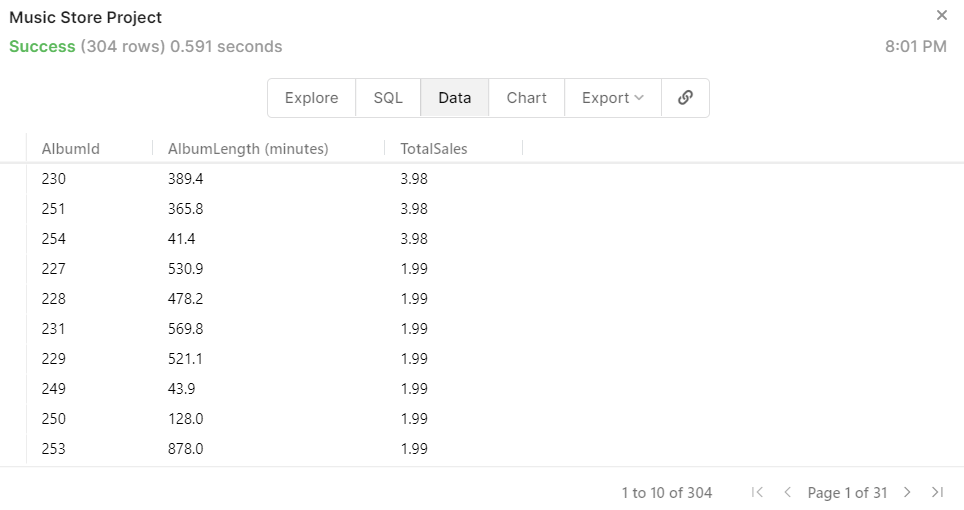 Music Store Project
Success (304 rows) 0.591 seconds 8:01 PM
Explore SQL Data Chart Export
AlbumId AlbumLength (minutes) TotalSales
230 389.4 3.98
251 365.8 3.98
254 41.4 3.98
227 530.9 1.99
228 478.2 1.99
231 569.8 1.99
229 521.1 1.99
249 43.9 1.99
250 128.0 1.99
253 878.0 1.99
1 to 10 of 304 Page 1 of 31